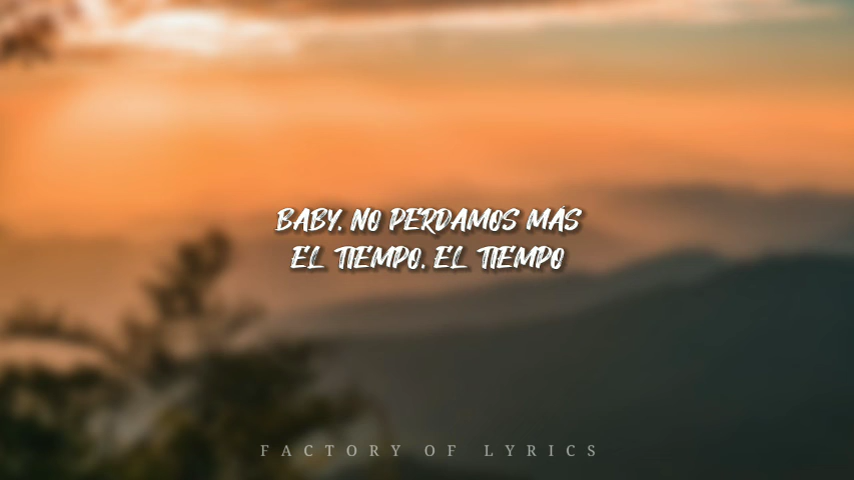 BABY, NO PERDAMOS MÁS
EL TIEMPO, EL TIEMPO
FACTORY OF LYRICS